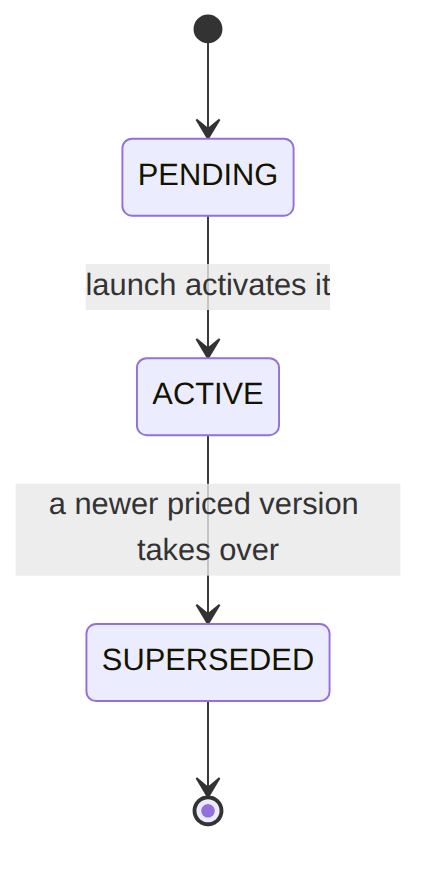 PENDING
launch activates it
ACTIVE
a newer priced version
takes over
SUPERSEDED